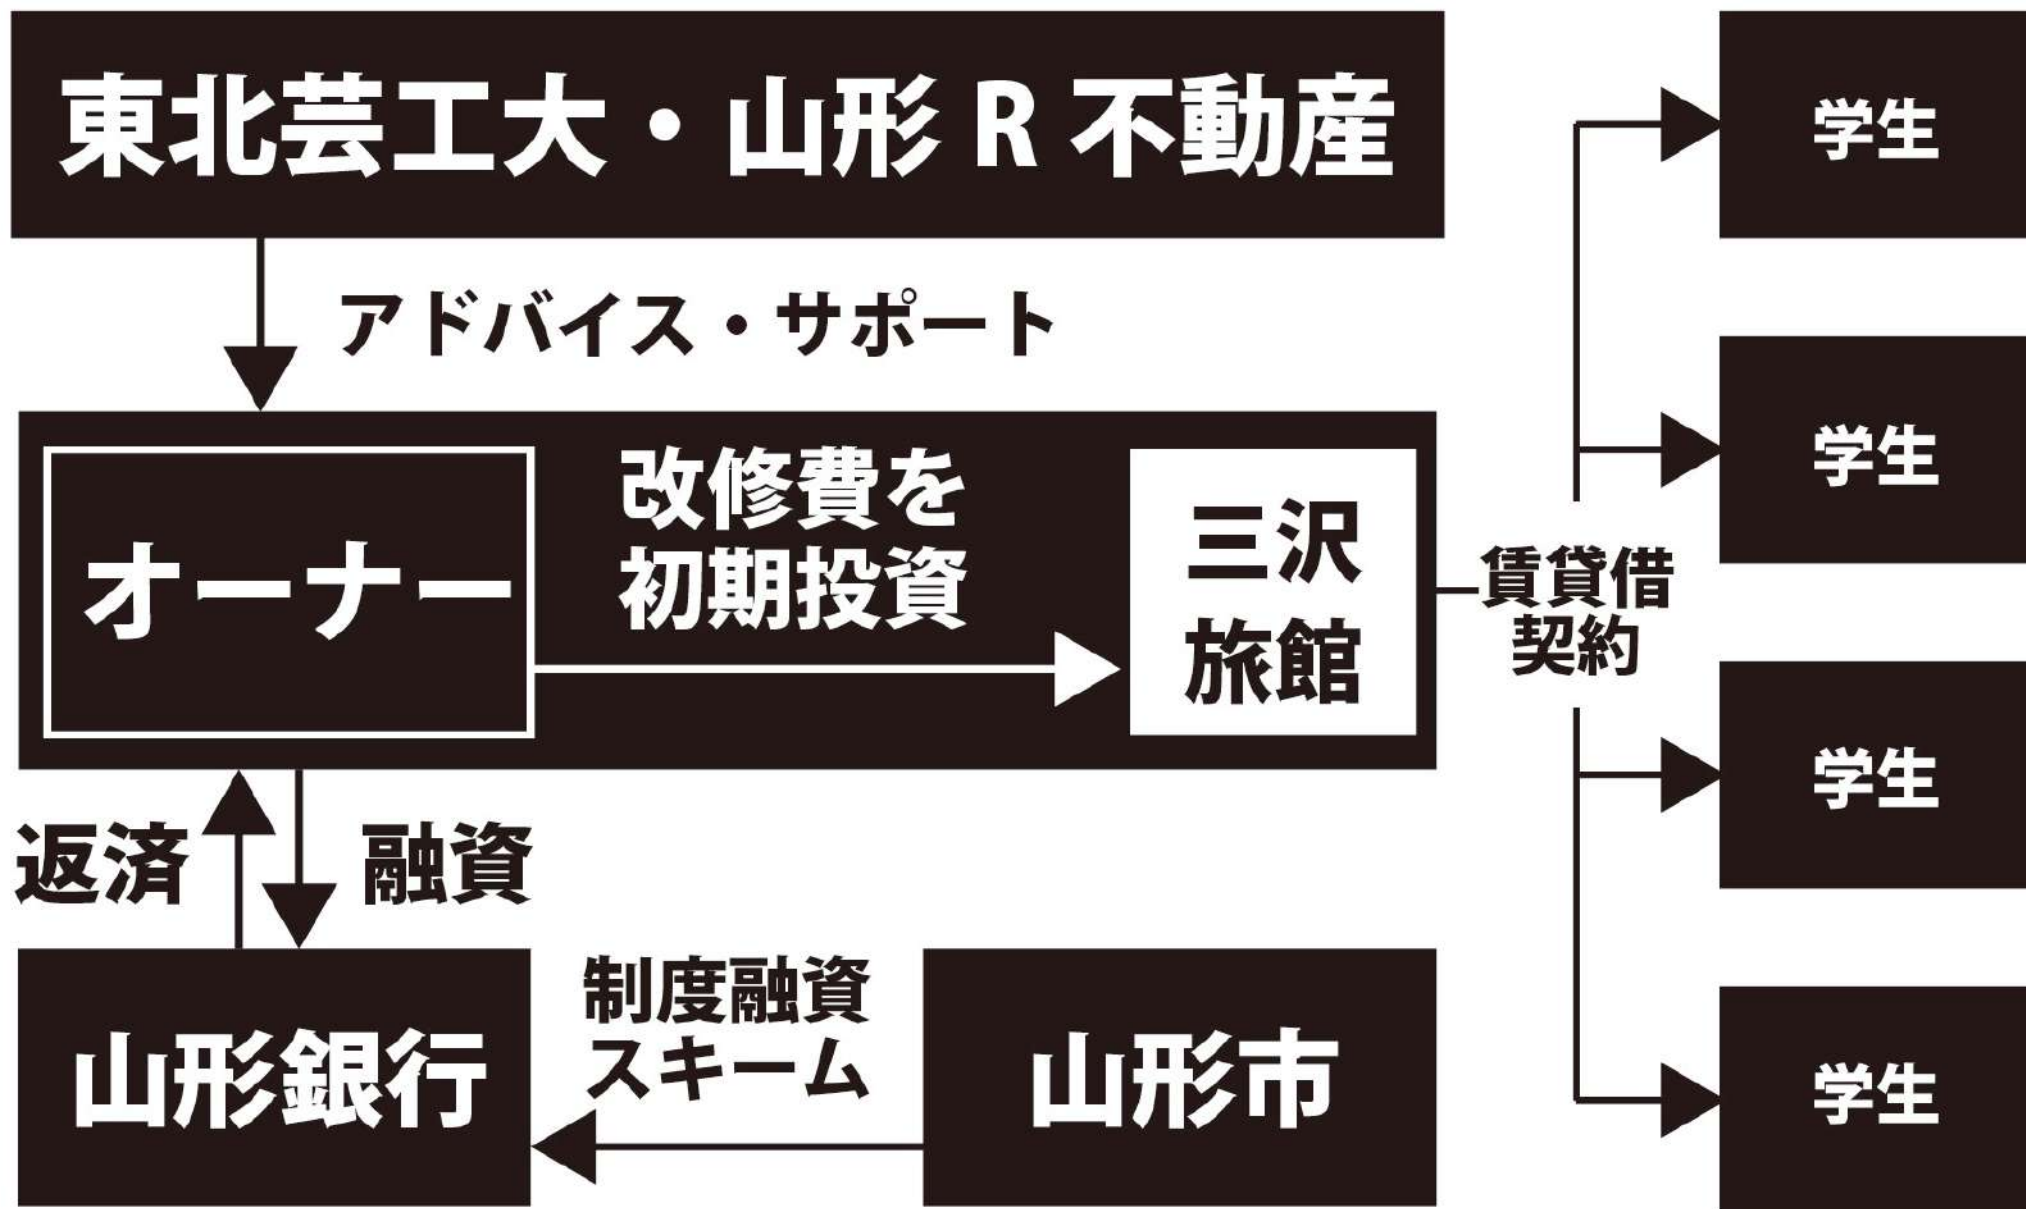 東北芸工大・山形 R 不動産
アドバイス・サポート
オーナー
改修費を
初期投資
三沢
旅館
賃貸借
契約
学生
学生
学生
学生
返済
融資
山形銀行
制度融資
スキーム
山形市